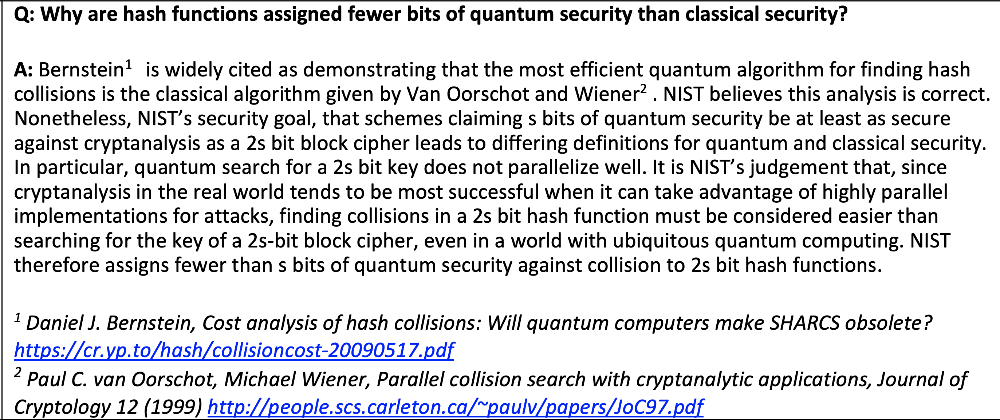 Q: Why are hash functions assigned fewer bits of quantum security than classical security?
A: Bernstein1 is widely cited as demonstrating that the most efficient quantum algorithm for finding hash
collisions is the classical algorithm given by Van Oorschot and Wiener2 . NIST believes this analysis is correct.
Nonetheless, NIST’s security goal, that schemes claiming s bits of quantum security be at least as secure
against cryptanalysis as a 2s bit block cipher leads to differing definitions for quantum and classical security.
In particular, quantum search for a 2s bit key does not parallelize well. It is NIST’s judgement that, since
cryptanalysis in the real world tends to be most successful when it can take advantage of highly parallel
implementations for attacks, finding collisions in a 2s bit hash function must be considered easier than
searching for the key of a 2s-bit block cipher, even in a world with ubiquitous quantum computing. NIST
therefore assigns fewer than s bits of quantum security against collision to 2s bit hash functions.
1 Daniel J. Bernstein, Cost analysis of hash collisions: Will quantum computers make SHARCS obsolete?
https://cr.yp.to/hash/collisioncost-20090517.pdf
2 Paul C. van Oorschot, Michael Wiener, Parallel collision search with cryptanalytic applications, Journal of
Cryptology 12 (1999) http://people.scs.carleton.ca/~paulv/papers/JoC97.pdf